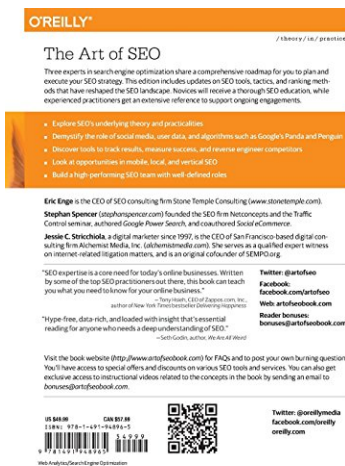 O'REILLY®
/theory/in/practice
The Art of SEO
Three experts in search engine optimization share a comprehensive roadmap for you to plan and
execute your SEO strategy. This edition includes updates on SEO tools, tactics, and ranking meth-
ods that have reshaped the SEO landscape. Novices will receive a thorough SEO education, while
experienced practitioners get an extensive reference to support ongoing engagements.
Explore SEO's underlying theory and practicalities
Demystify the role of social media, user data, and algorithms such as Google's Panda and Penguin
Discover tools to track results, measure success, and reverse engineer competitors
Look at opportunities in mobile, local, and vertical SEO
Build a high-performing SEO team with well-defined roles
Eric Enge is the CEO of SEO consulting firm Stone Temple Consulting (www.stonetemple.com).
Stephan Spencer (stephanspencer.com) founded the SEO firm Netconcepts and the Traffic
Control seminar, authored Google Power Search, and coauthored Social eCommerce.
Jessie C. Stricchiola, a digital marketer since 1997, is the CEO of San Francisco-based digital con-
sulting firm Alchemist Media, Inc. (alchemistmedia.com). She serves as a qualified expert witness
on internet-related litigation matters, and is an original cofounder of SEMPO.org.
"SEO expertise is a core need for today's online businesses. Written
by some of the top SEO practitioners out there, this book can teach
you what you need to know for your online business."
—Tony Hsieh, CEO of Zappos.com, Inc.,
author of New York Times bestseller Delivering Happiness
"Hype-free, data-rich, and loaded with insight that's essential
reading for anyone who needs a deep understanding of SEO."
—Seth Godin, author, We Are All Weird
Twitter: @artofseo
Facebook:
facebook.com/artofseo
Web: artofseobook.com
Reader bonuses:
bonuses@artofseobook.com
Visit the book website (http://www.artofseobook.com) for FAQs and to post your own burning question
You'll have access to special offers and discounts on various SEO tools and services. You can also get
exclusive access to instructional videos related to the concepts in the book by sending an email to
bonuses@artofseobook.com.
US $49.99 CAN $57.99
ISBN: 978-1-491-94896-5
54999
9 781491 948965
Twitter: @oreillymedia
facebook.com/oreilly
oreilly.com
Web Analytics/Search Engine Optimization